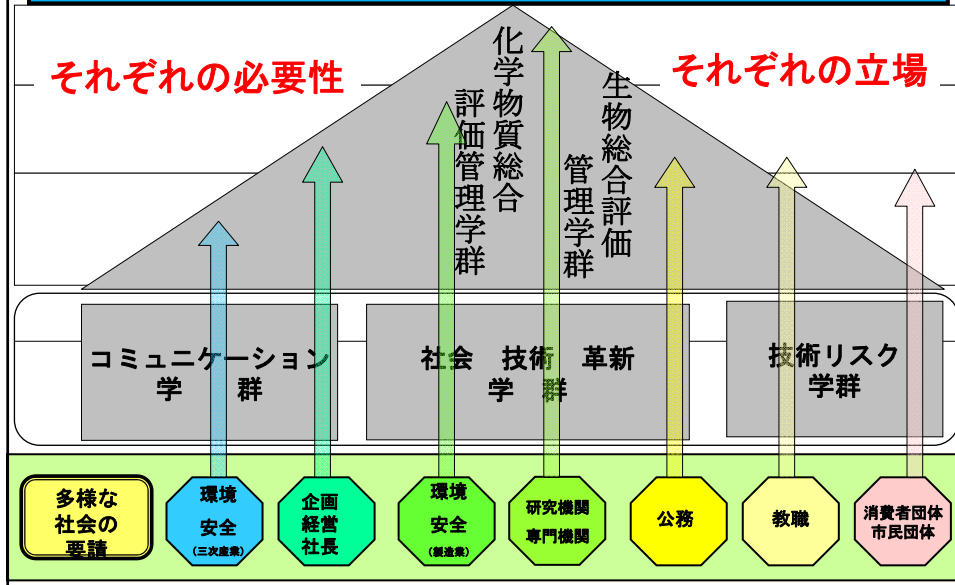 それぞれの必要性
それぞれの立場
化学物質総合
評価管理学群
生物総合評価
管理学群
コミュニケーション
学　群
社会　技術　革新
学　群
技術リスク
学群
多様な
社会の
要請
環境
安全
(三次産業)
企画
経営
社長
環境
安全
(製造業)
研究機関
専門機関
公務
教職
消費者団体
市民団体